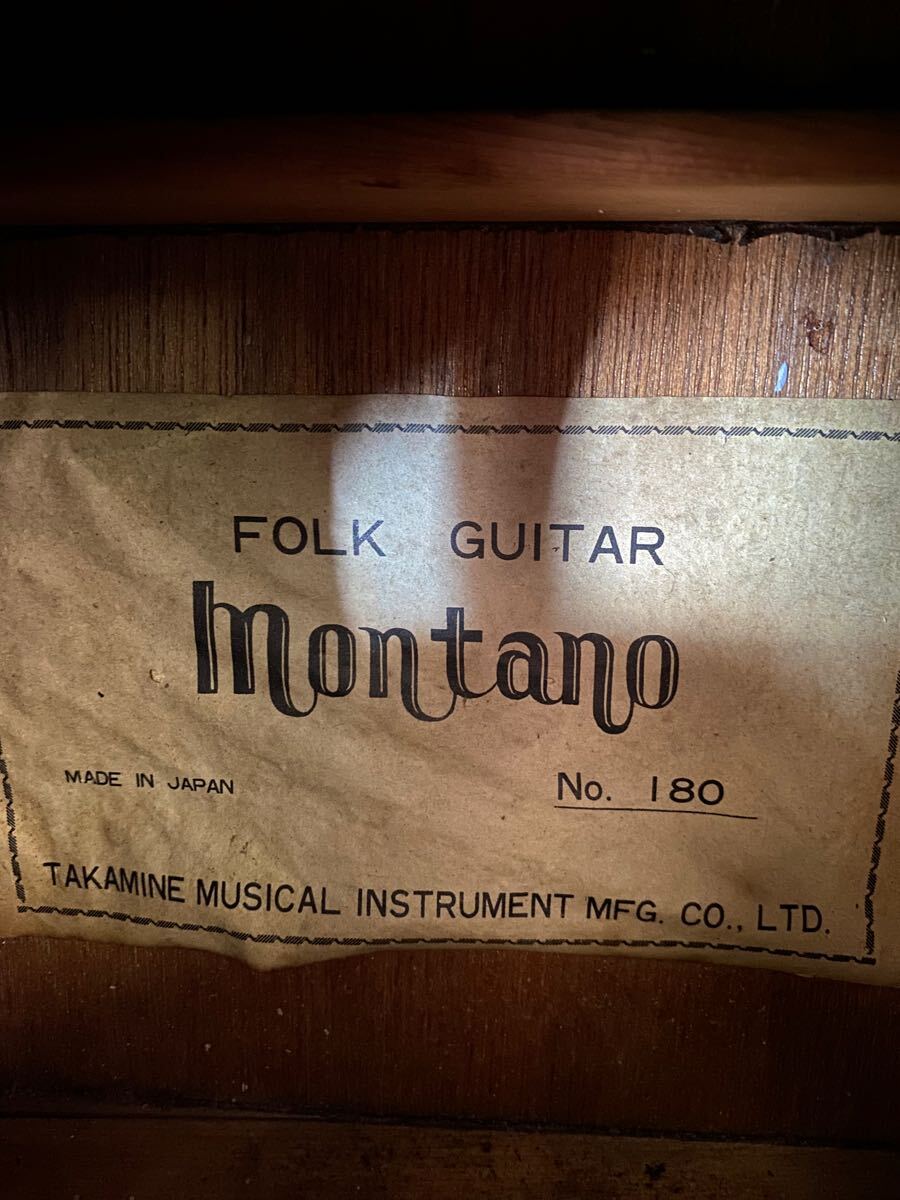 FOLK GUITAR
montano
MADE IN JAPAN
No. 180
TAKAMINE MUSICAL INSTRUMENT MFG. CO., LTD.